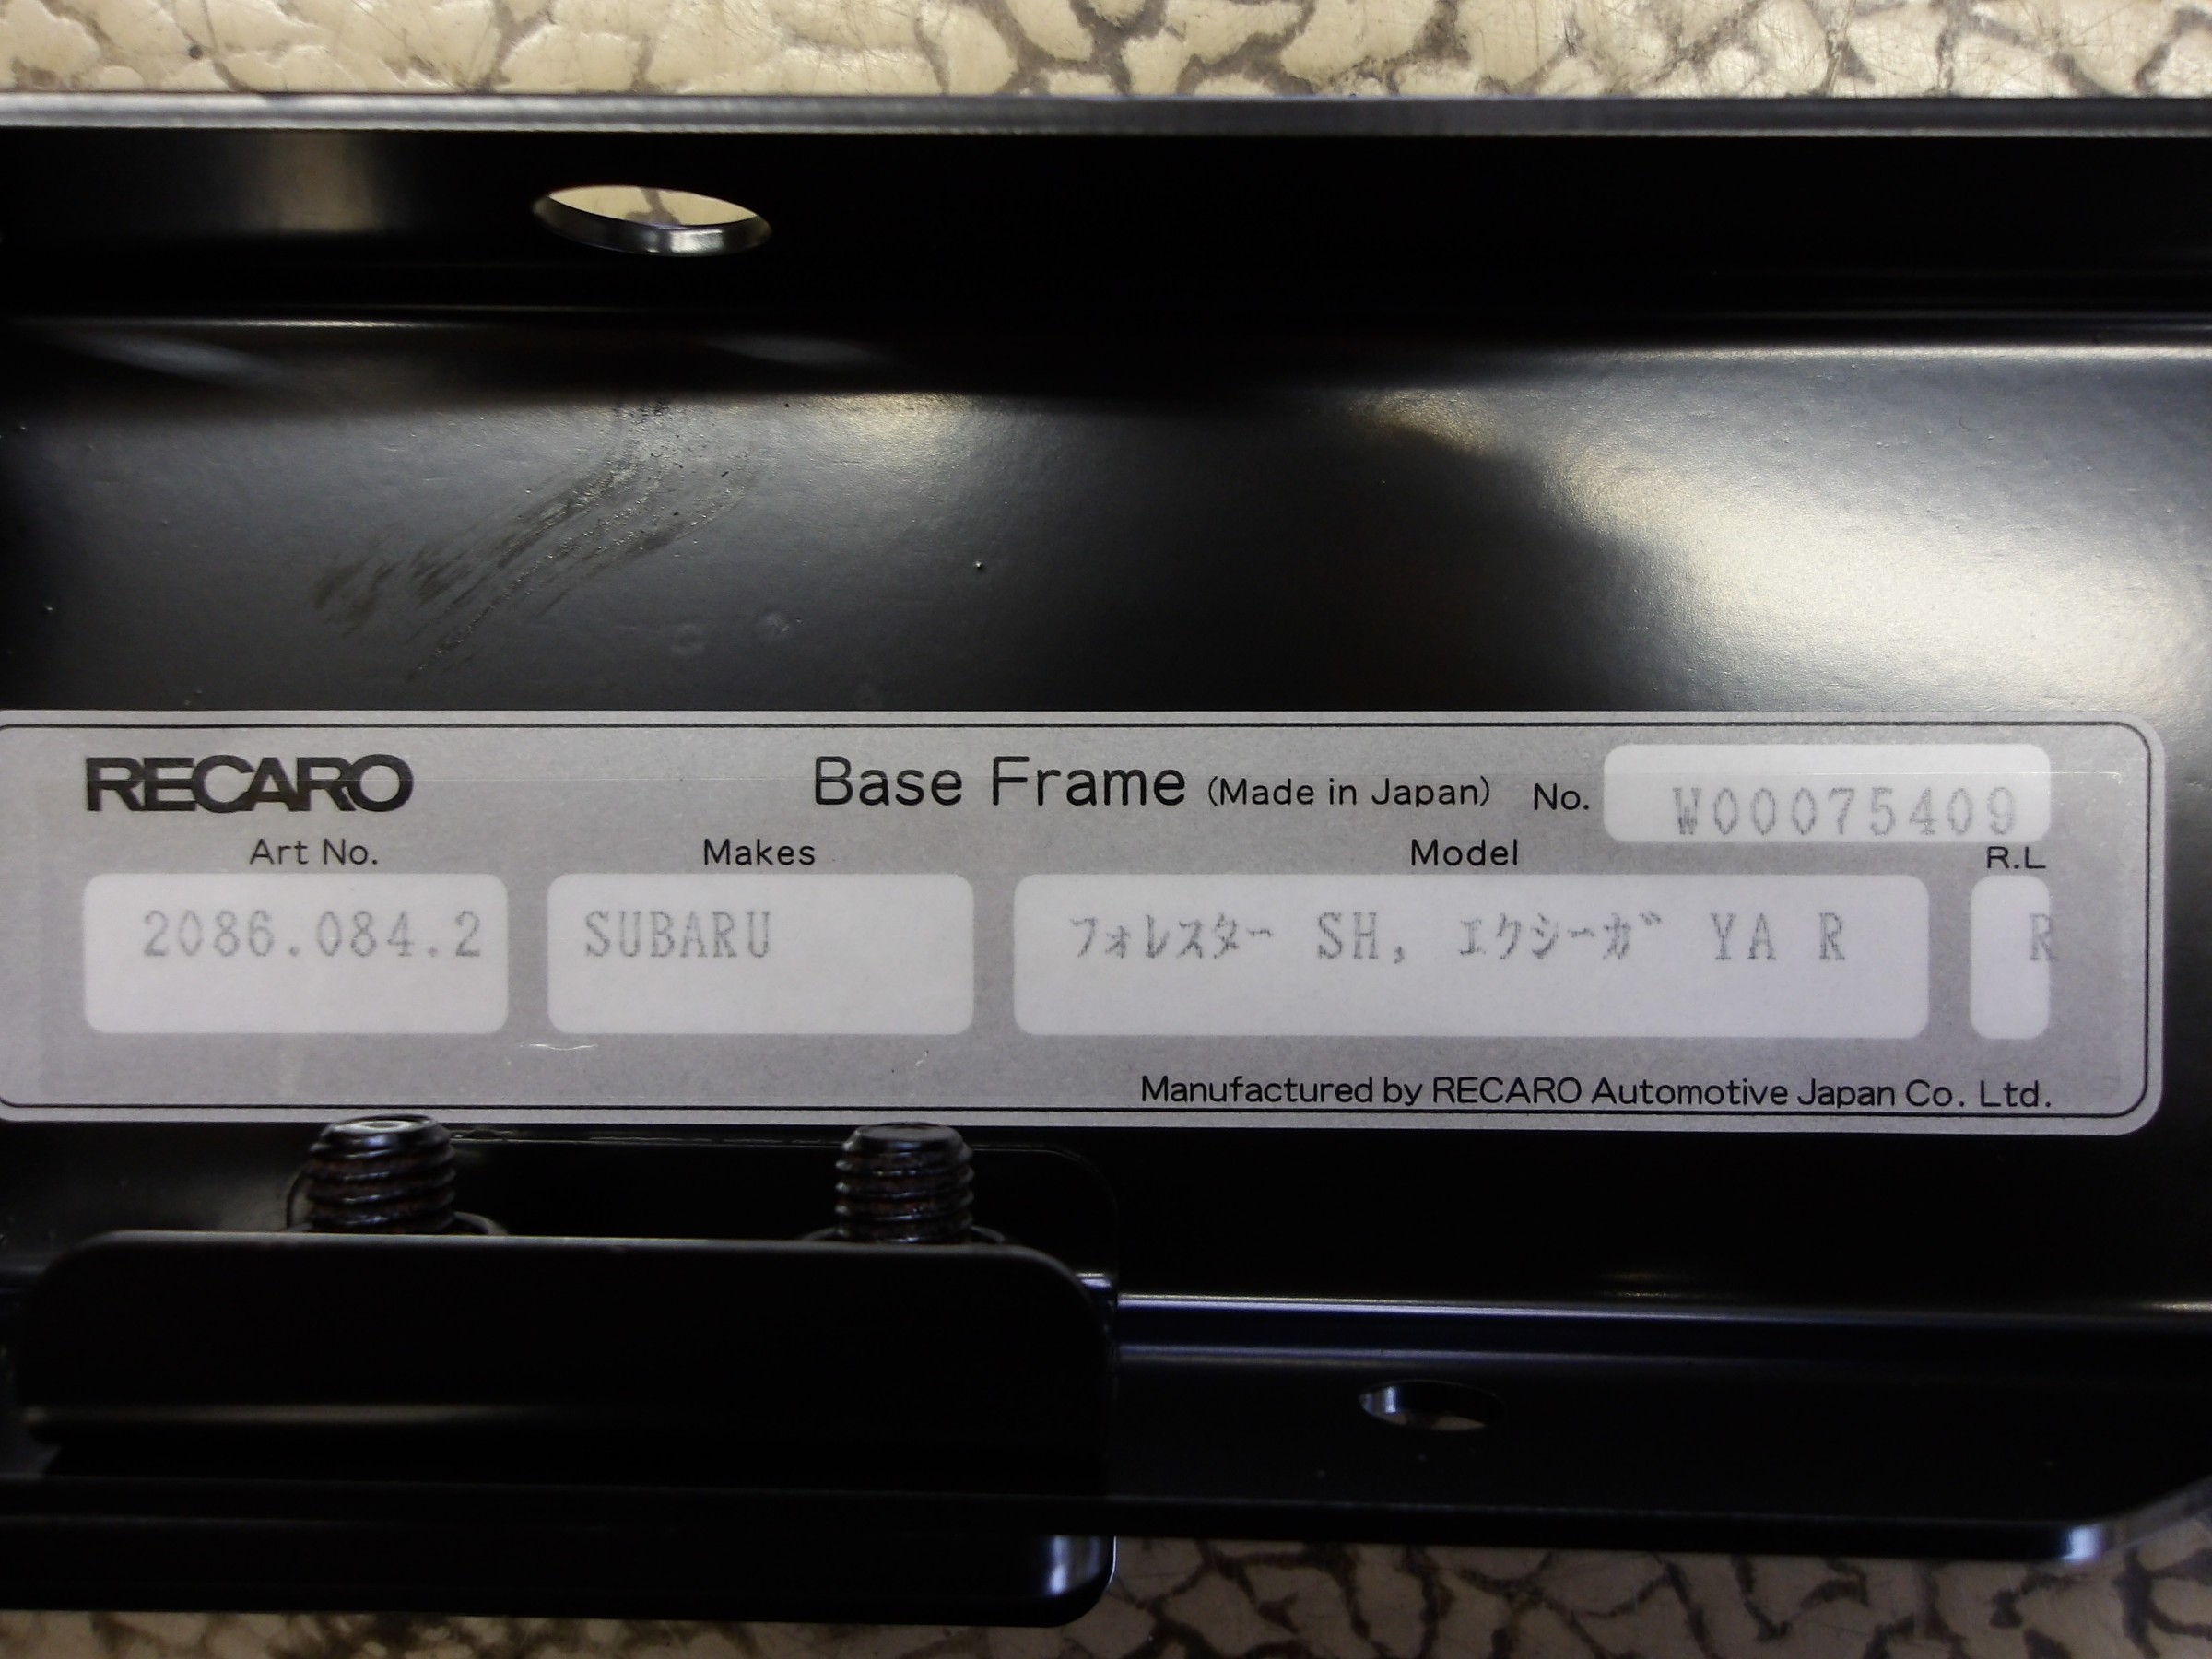 RECARO Base Frame (Made in Japan) No. W00075409
Art No. Makes Model R.L
2086.084.2 SUBARU フォレスター SH, エクシーガ YA R R
Manufactured by RECARO Automotive Japan Co. Ltd.